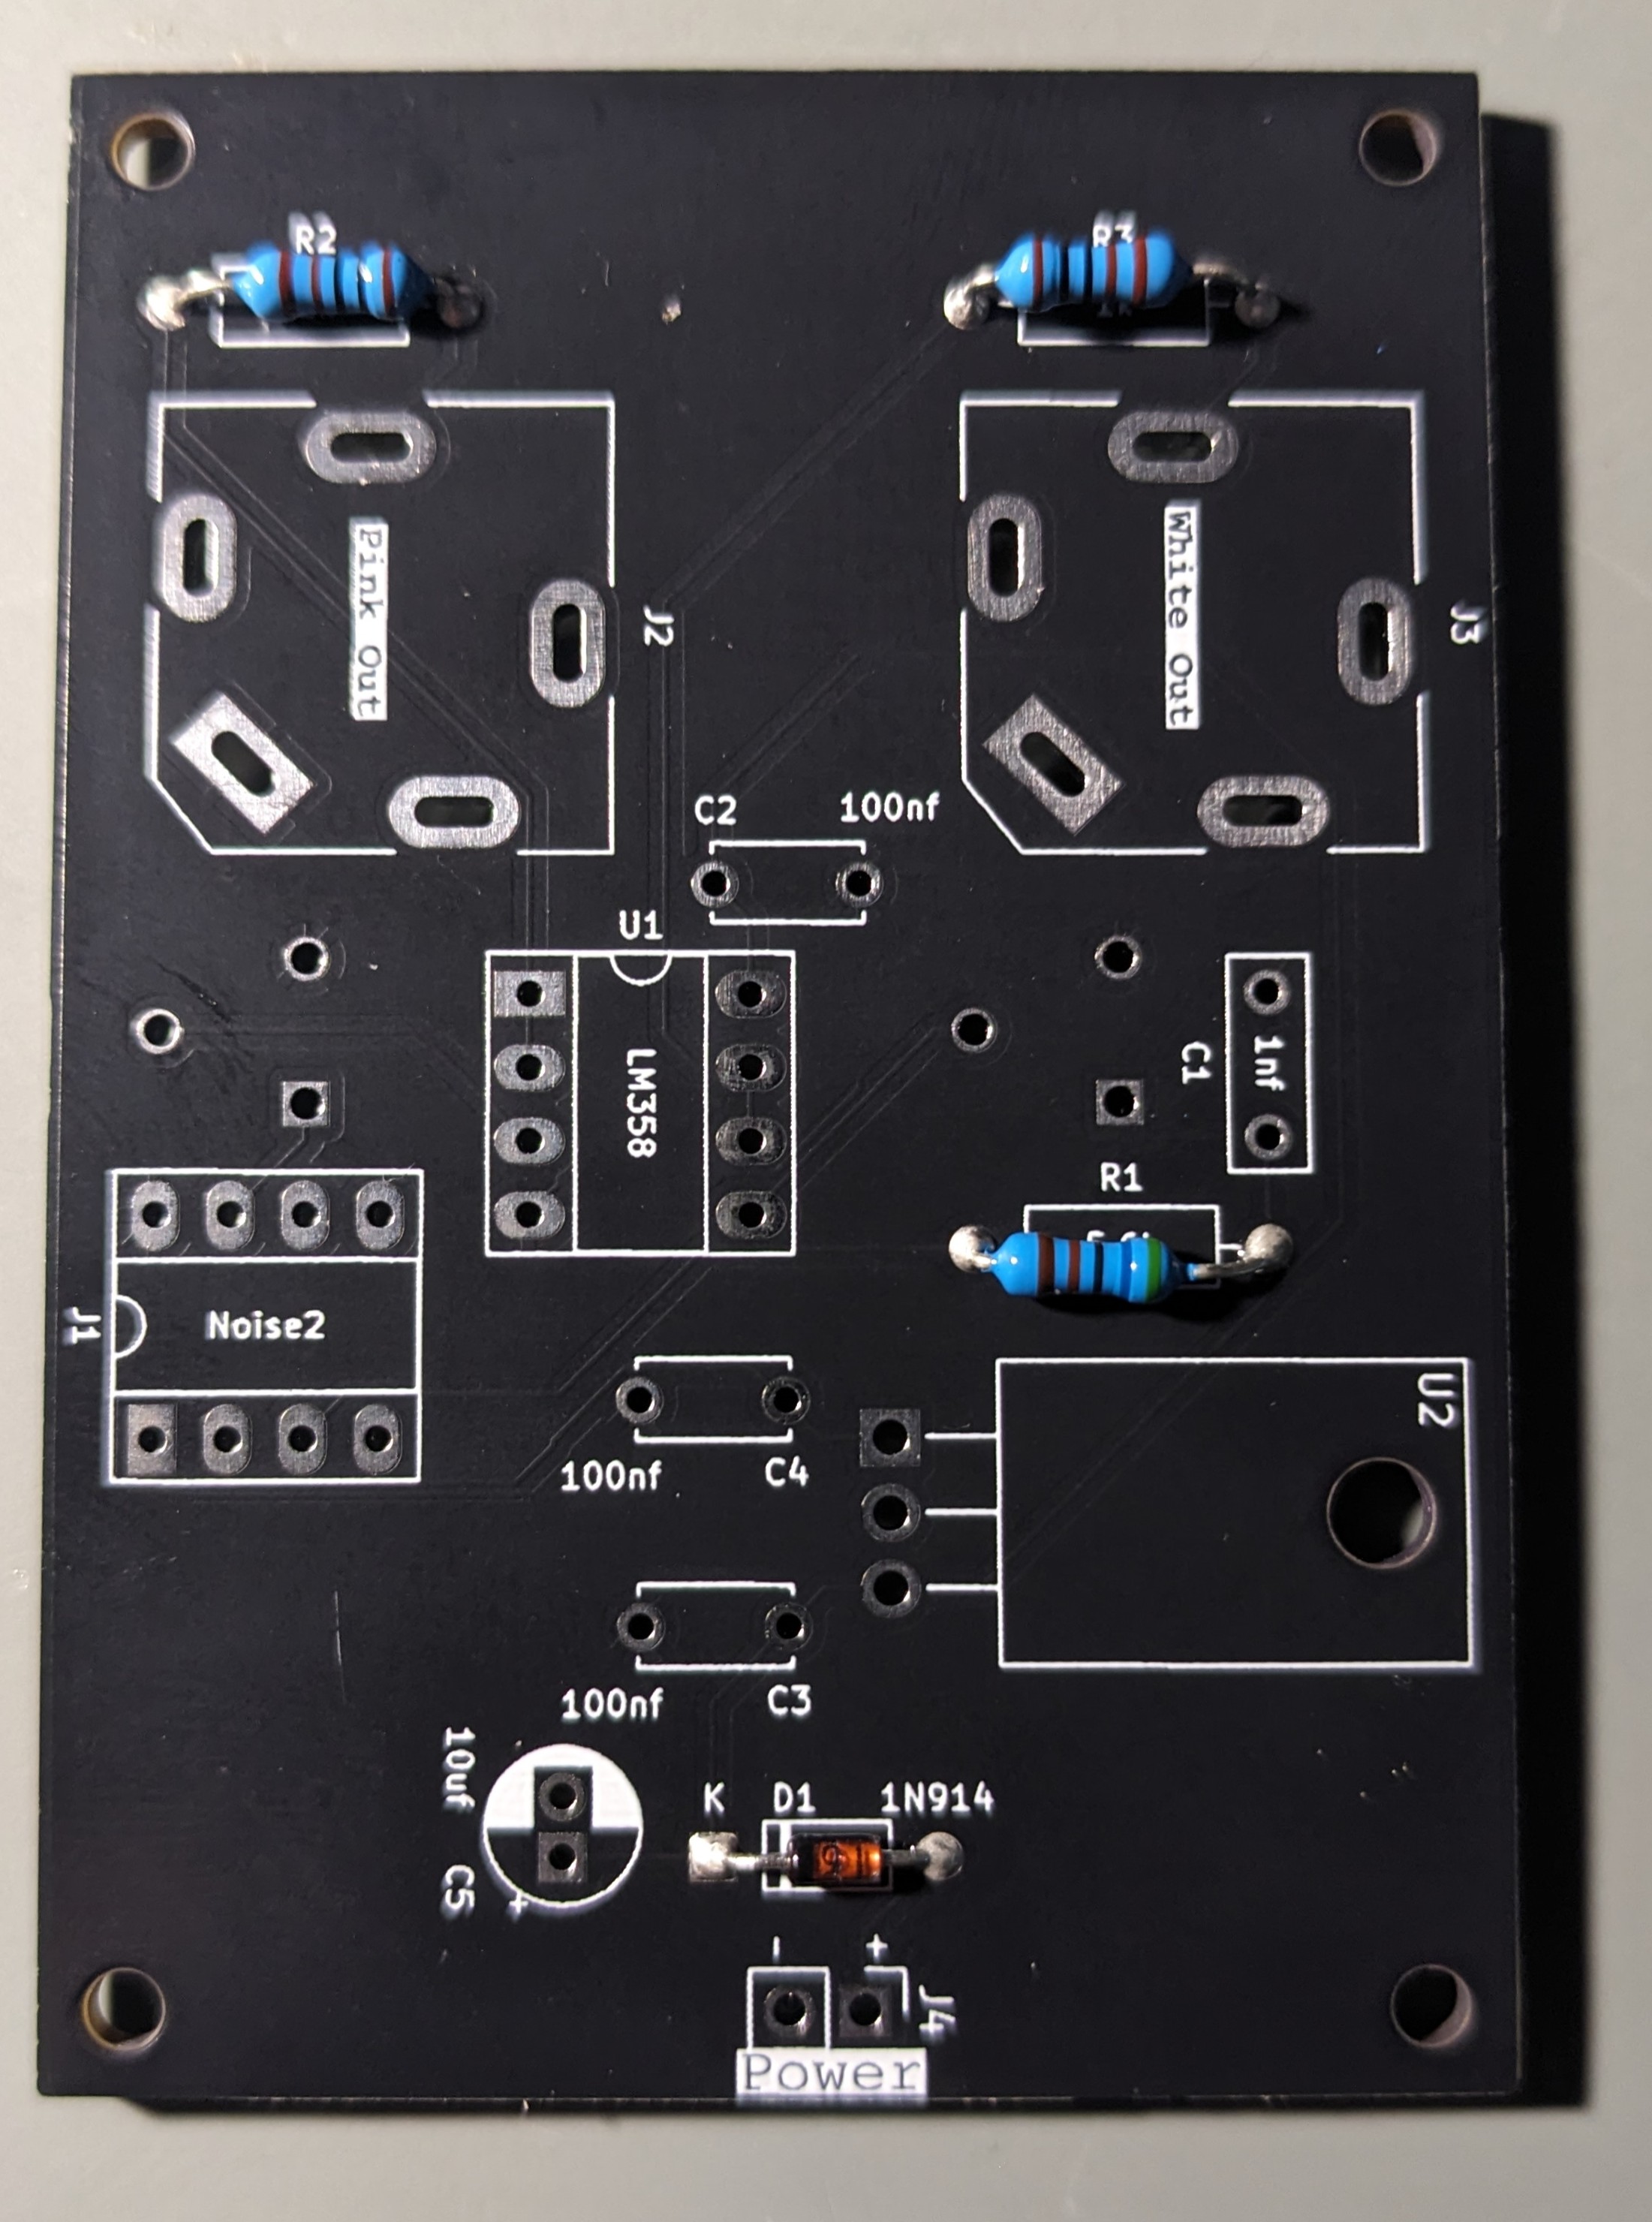 R2
R3
Pink Out
J2
White Out
J3
C2
100nf
U1
LM358
C1
1nf
R1
J1
Noise2
100nf
C4
U2
100nf
C3
10uf
C5
+
K
D1
1N914
-
+
J4
Power